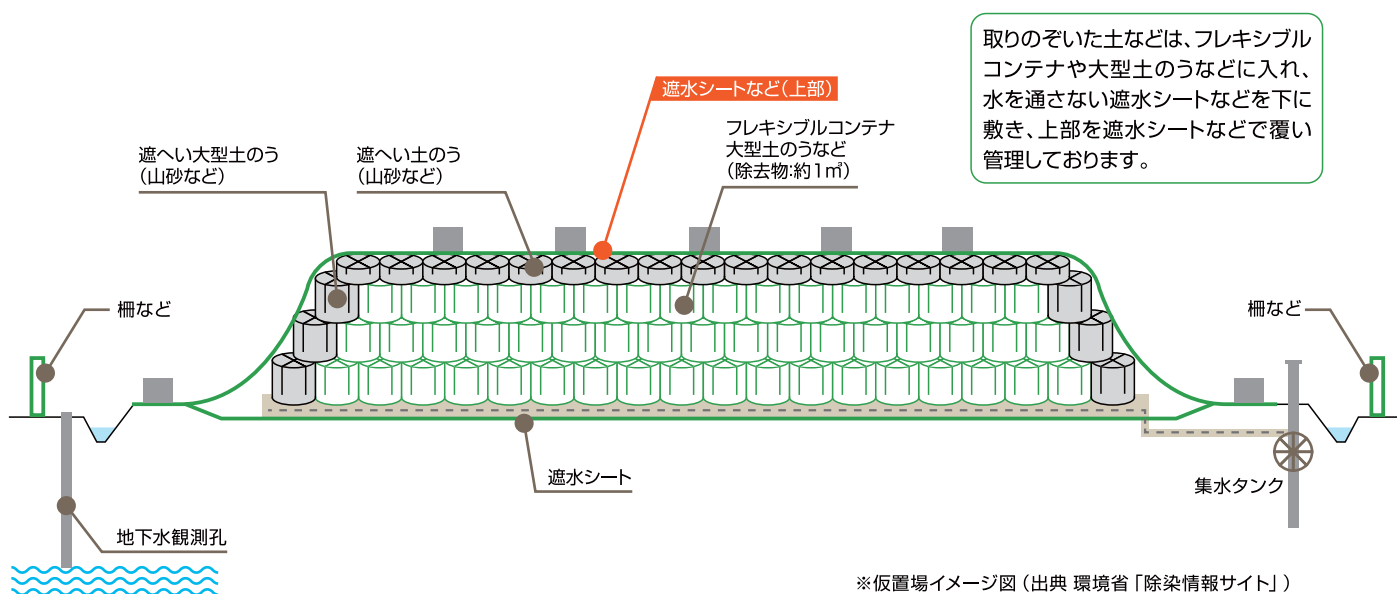 取りのぞいた土などは、フレキシブル
コンテナや大型土のうなどに入れ、
水を通さない遮水シートなどを下に
敷き、上部を遮水シートなどで覆い
管理しております。
遮水シートなど(上部)
フレキシブルコンテナ
大型土のうなど
(除去物:約1㎥)
遮へい大型土のう
(山砂など)
遮へい土のう
(山砂など)
柵など
柵など
遮水シート
集水タンク
地下水観測孔
※仮置場イメージ図(出典 環境省「除染情報サイト」)